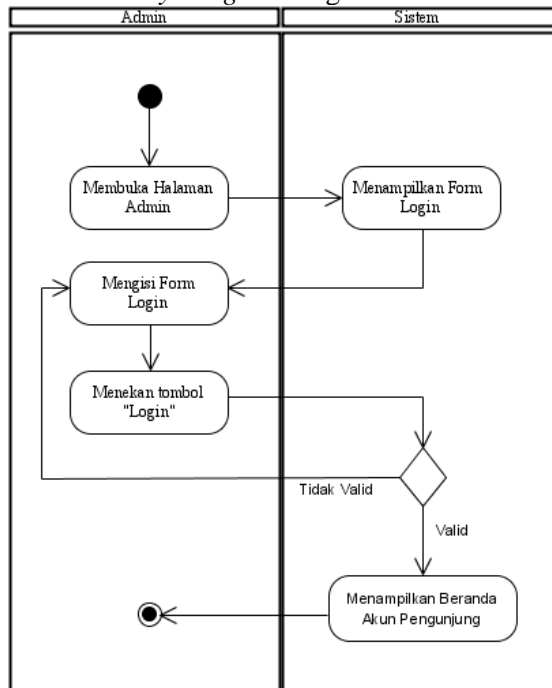 Admin
Sistem
Membuka Halaman
Admin
Menampilkan Form
Login
Mengisi Form
Login
Menekan tombol
"Login"
Tidak Valid
Valid
Menampilkan Beranda
Akun Pengunjung